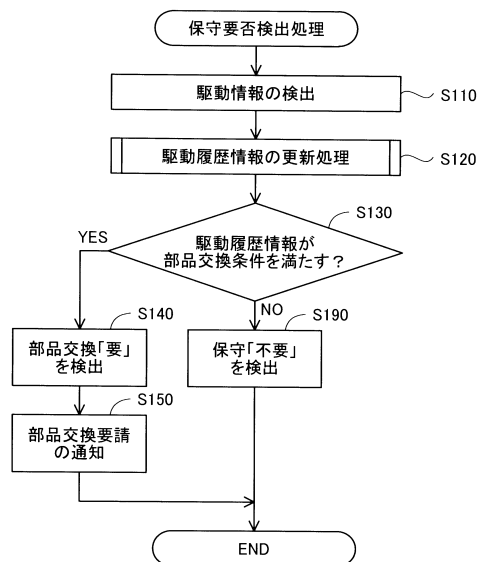 保守要否検出処理
駆動情報の検出
S110
駆動履歴情報の更新処理
S120
S130
YES
駆動履歴情報が
部品交換条件を満たす？
NO
S140
S190
部品交換「要」
を検出
保守「不要」
を検出
S150
部品交換要請
の通知
END